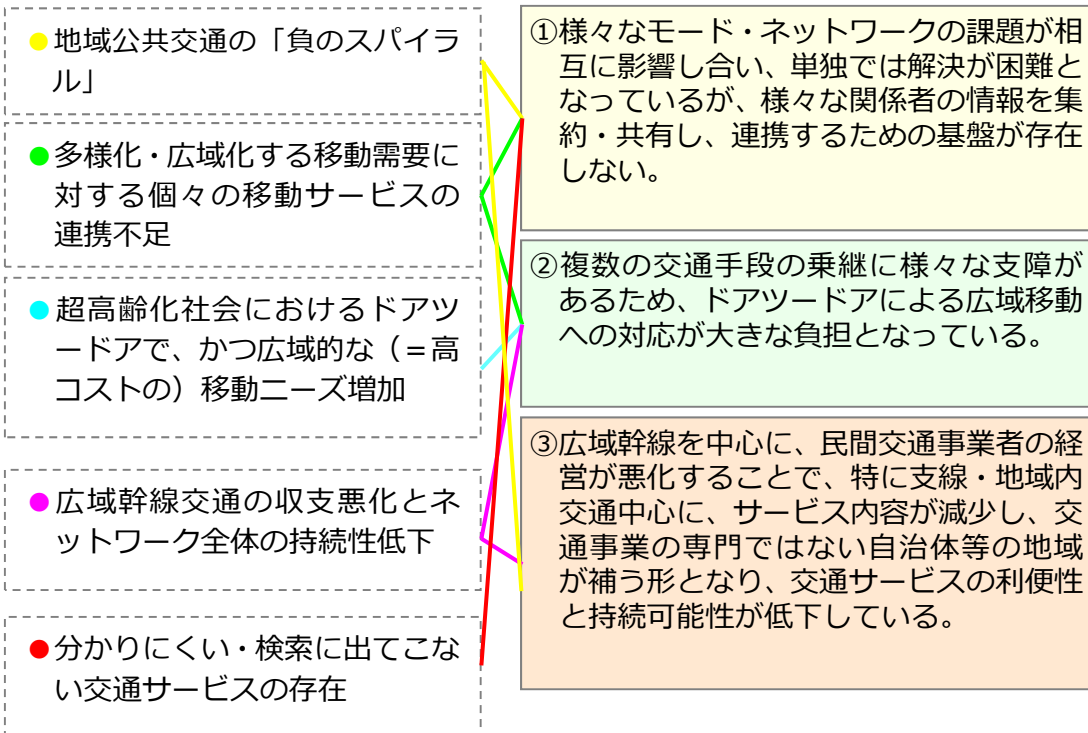 ●地域公共交通の「負のスパイラ
ル」
●多様化・広域化する移動需要に
対する個々の移動サービスの
連携不足
●超高齢化社会におけるドアツ
ードアで、かつ広域的な（＝高
コストの）移動ニーズ増加
●広域幹線交通の収支悪化とネ
ットワーク全体の持続性低下
●分かりにくい・検索に出てこな
い交通サービスの存在
①様々なモード・ネットワークの課題が相
互に影響し合い、単独では解決が困難と
なっているが、様々な関係者の情報を集
約・共有し、連携するための基盤が存在
しない。
②複数の交通手段の乗継に様々な支障が
あるため、ドアツードアによる広域移動
への対応が大きな負担となっている。
③広域幹線を中心に、民間交通事業者の経
営が悪化することで、特に支線・地域内
交通中心に、サービス内容が減少し、交
通事業の専門ではない自治体等の地域
が補う形となり、交通サービスの利便性
と持続可能性が低下している。